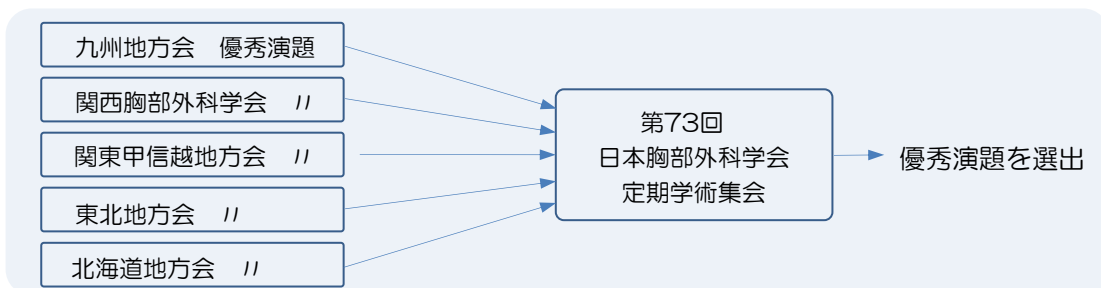 九州地方会　優秀演題
関西胸部外科学会　〃
関東甲信越地方会　〃
東北地方会　〃
北海道地方会　〃
第73回
日本胸部外科学会
定期学術集会
優秀演題を選出